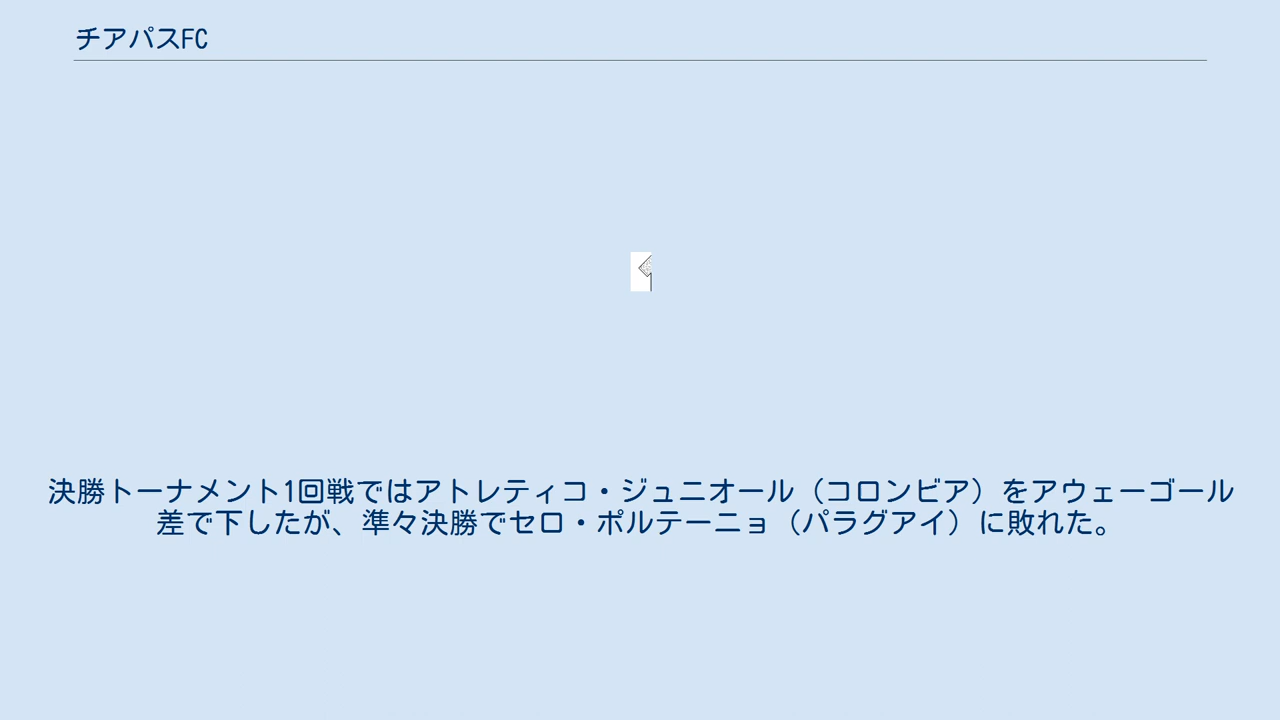 チアパスFC
決勝トーナメント1回戦ではアトレティコ・ジュニオール（コロンビア）をアウェーゴール
差で下したが、準々決勝でセロ・ポルテーニョ（パラグアイ）に敗れた。